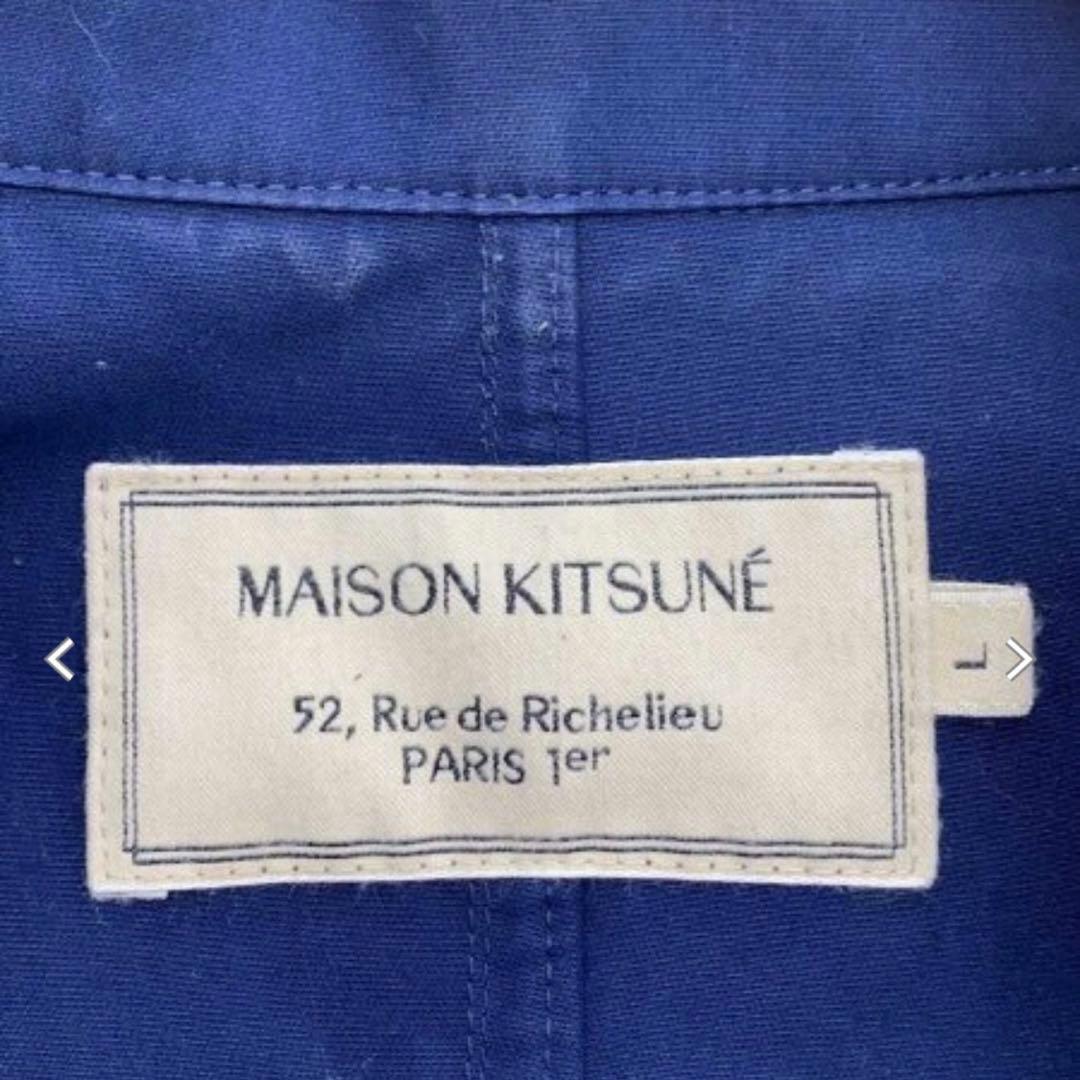 MAISON KITSUNÉ
52, Rue de Richelieu
PARIS 1er
L